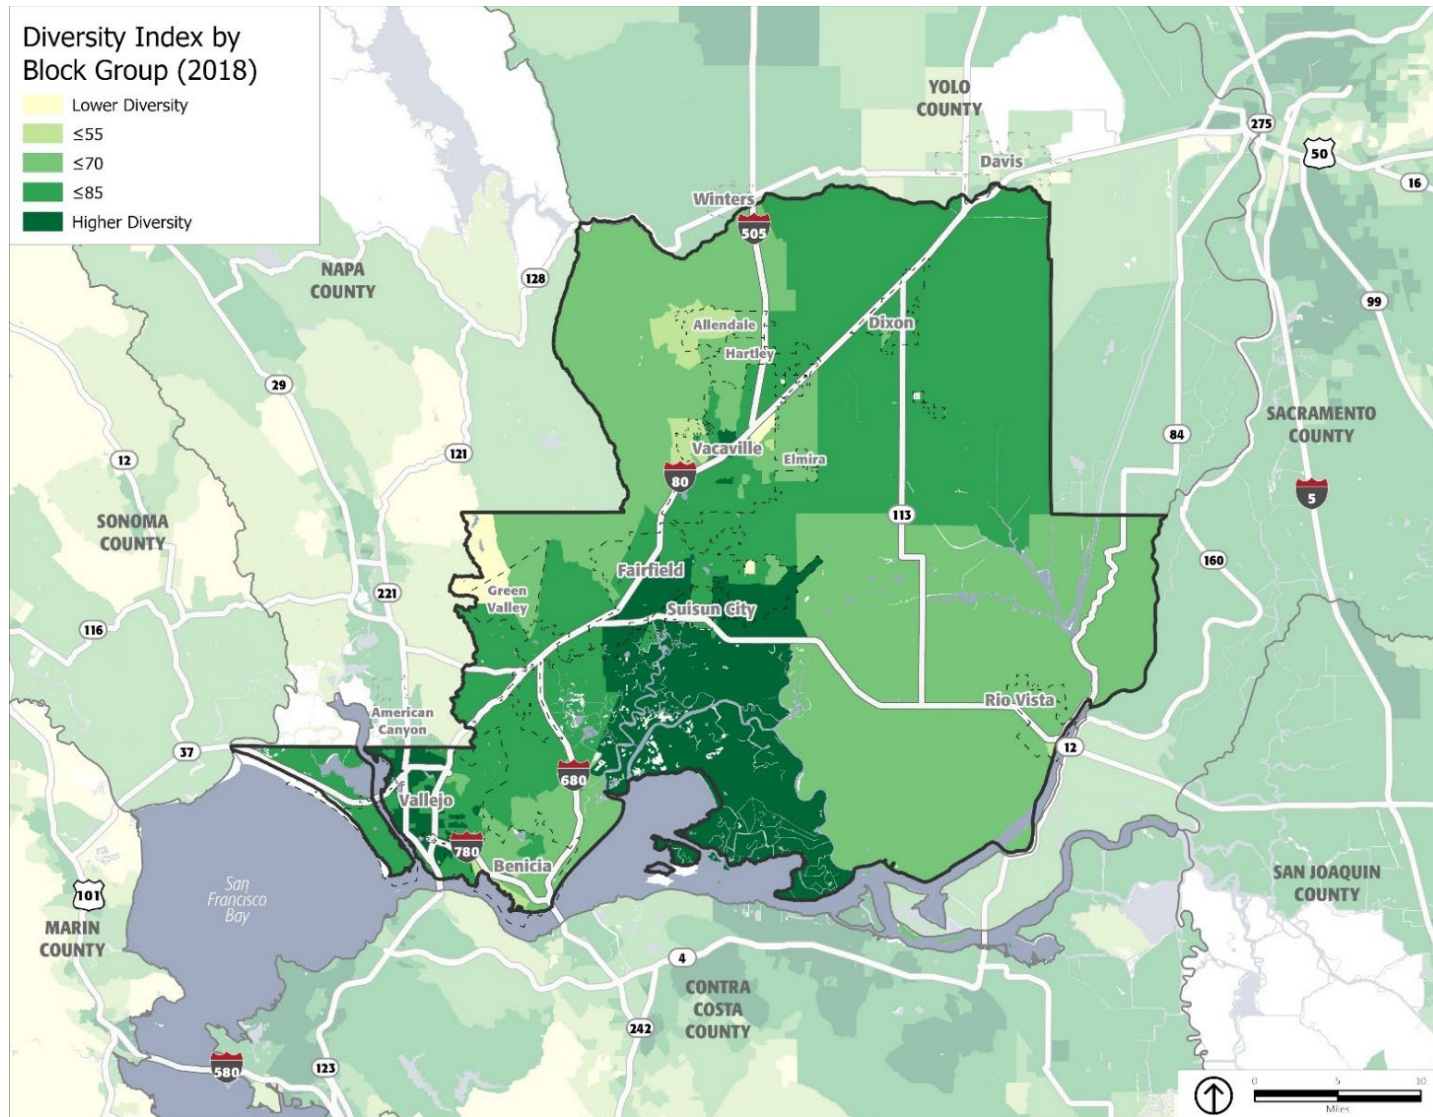 Diversity Index by
Block Group (2018)
Lower Diversity
≤55
≤70
≤85
Higher Diversity
YOLO
COUNTY
275
50
Davis
16
Winters
505
NAPA
COUNTY
128
99
Allendale
Dixon
Hartley
29
SACRAMENTO
COUNTY
84
121
Vacaville
Elmira
12
80
5
SONOMA
COUNTY
113
160
Fairfield
221
Green
Valley
Suisun City
116
Rio Vista
American
Canyon
12
37
680
Vallejo
780
Benicia
San
Francisco
Bay
101
MARIN
COUNTY
SAN JOAQUIN
COUNTY
4
CONTRA
COSTA
COUNTY
242
580
123
0 5 10
Miles